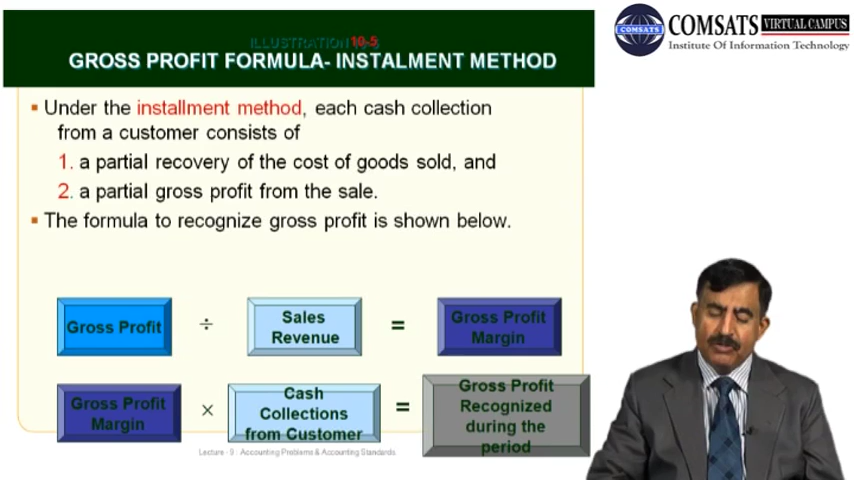 ILLUSTRATION 10-5
GROSS PROFIT FORMULA- INSTALMENT METHOD
COMSATS
COMSATS VIRTUAL CAMPUS
Institute Of Information Technology
Under the installment method, each cash collection
from a customer consists of
1. a partial recovery of the cost of goods sold, and
2. a partial gross profit from the sale.
The formula to recognize gross profit is shown below.
Gross Profit
÷
Sales
Revenue
=
Gross Profit
Margin
Gross Profit
Margin
×
Cash
Collections
from Customer
=
Gross Profit
Recognized
during the
period
Lecture - 9 : Accounting Problems & Accounting Standards